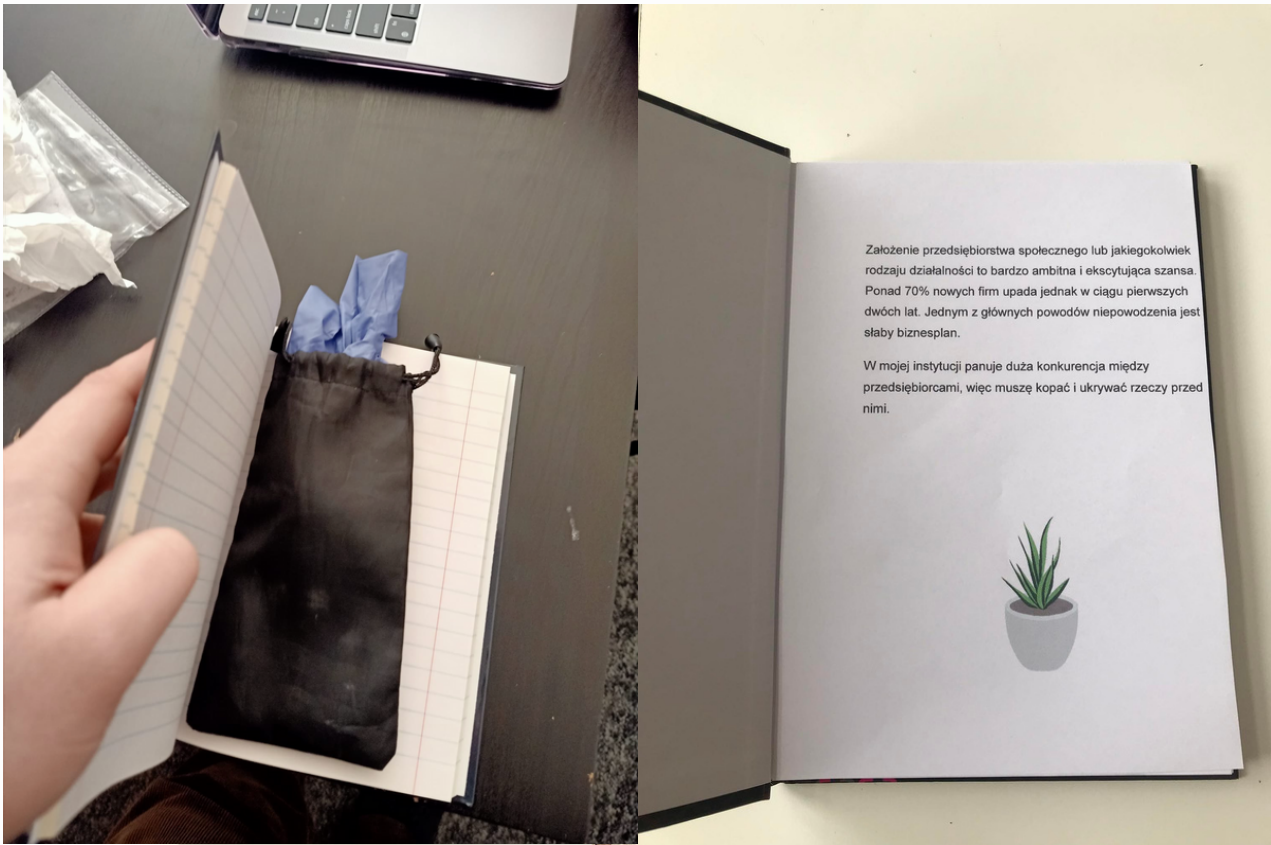 Założenie przedsiębiorstwa społecznego lub jakiegokolwiek
rodzaju działalności to bardzo ambitna i ekscytująca szansa.
Ponad 70% nowych firm upada jednak w ciągu pierwszych
dwóch lat. Jednym z głównych powodów niepowodzenia jest
słaby biznesplan.
W mojej instytucji panuje duża konkurencja między
przedsiębiorcami, więc muszę kopać i ukrywać rzeczy przed
nimi.